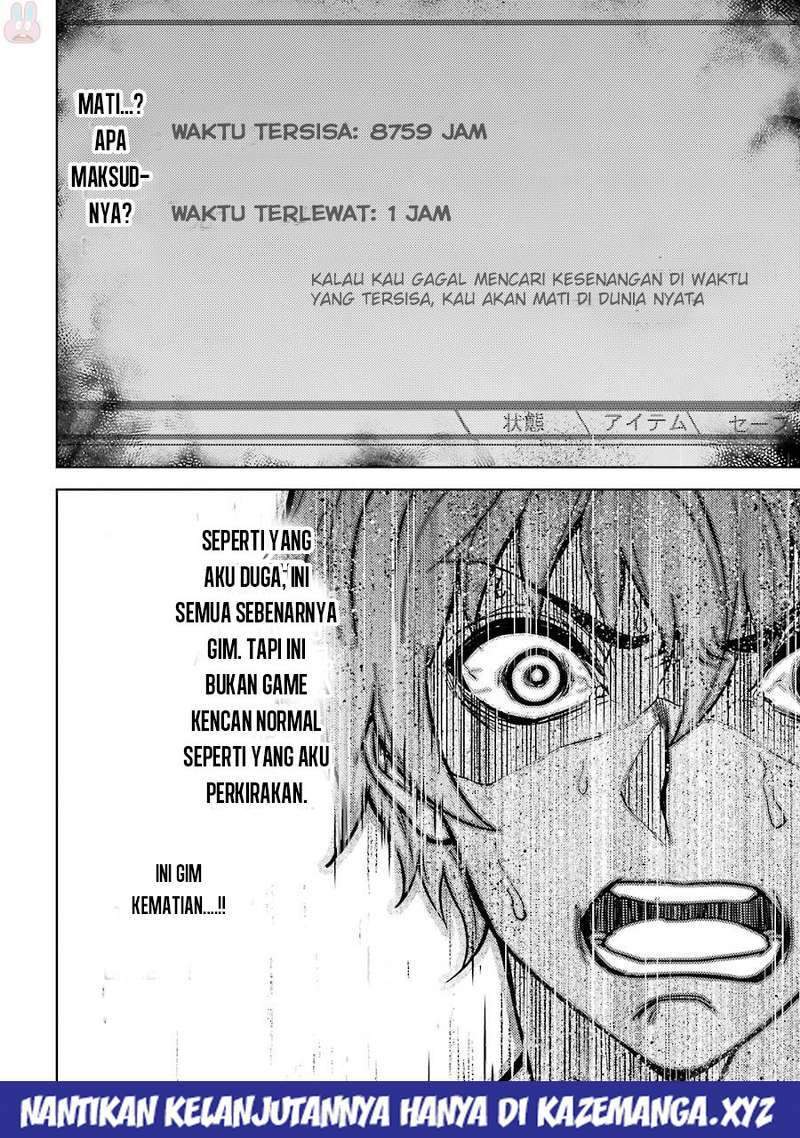 MATI...?
APA
MAKSUD-
NYA?
WAKTU TERSISA: 8759 JAM
WAKTU TERLEWAT: 1 JAM
KALAU KAU GAGAL MENCARI KESENANGAN DI WAKTU
YANG TERSISA, KAU AKAN MATI DI DUNIA NYATA
状態 アイテム セーブ
SEPERTI YANG
AKU DUGA, INI
SEMUA SEBENARNYA
GIM. TAPI INI
BUKAN GAME
KENCAN NORMAL
SEPERTI YANG AKU
PERKIRAKAN.
INI GIM
KEMATIAN....!!
NANTIKAN KELANJUTANNYA HANYA DI KAZEMANGA.XYZ